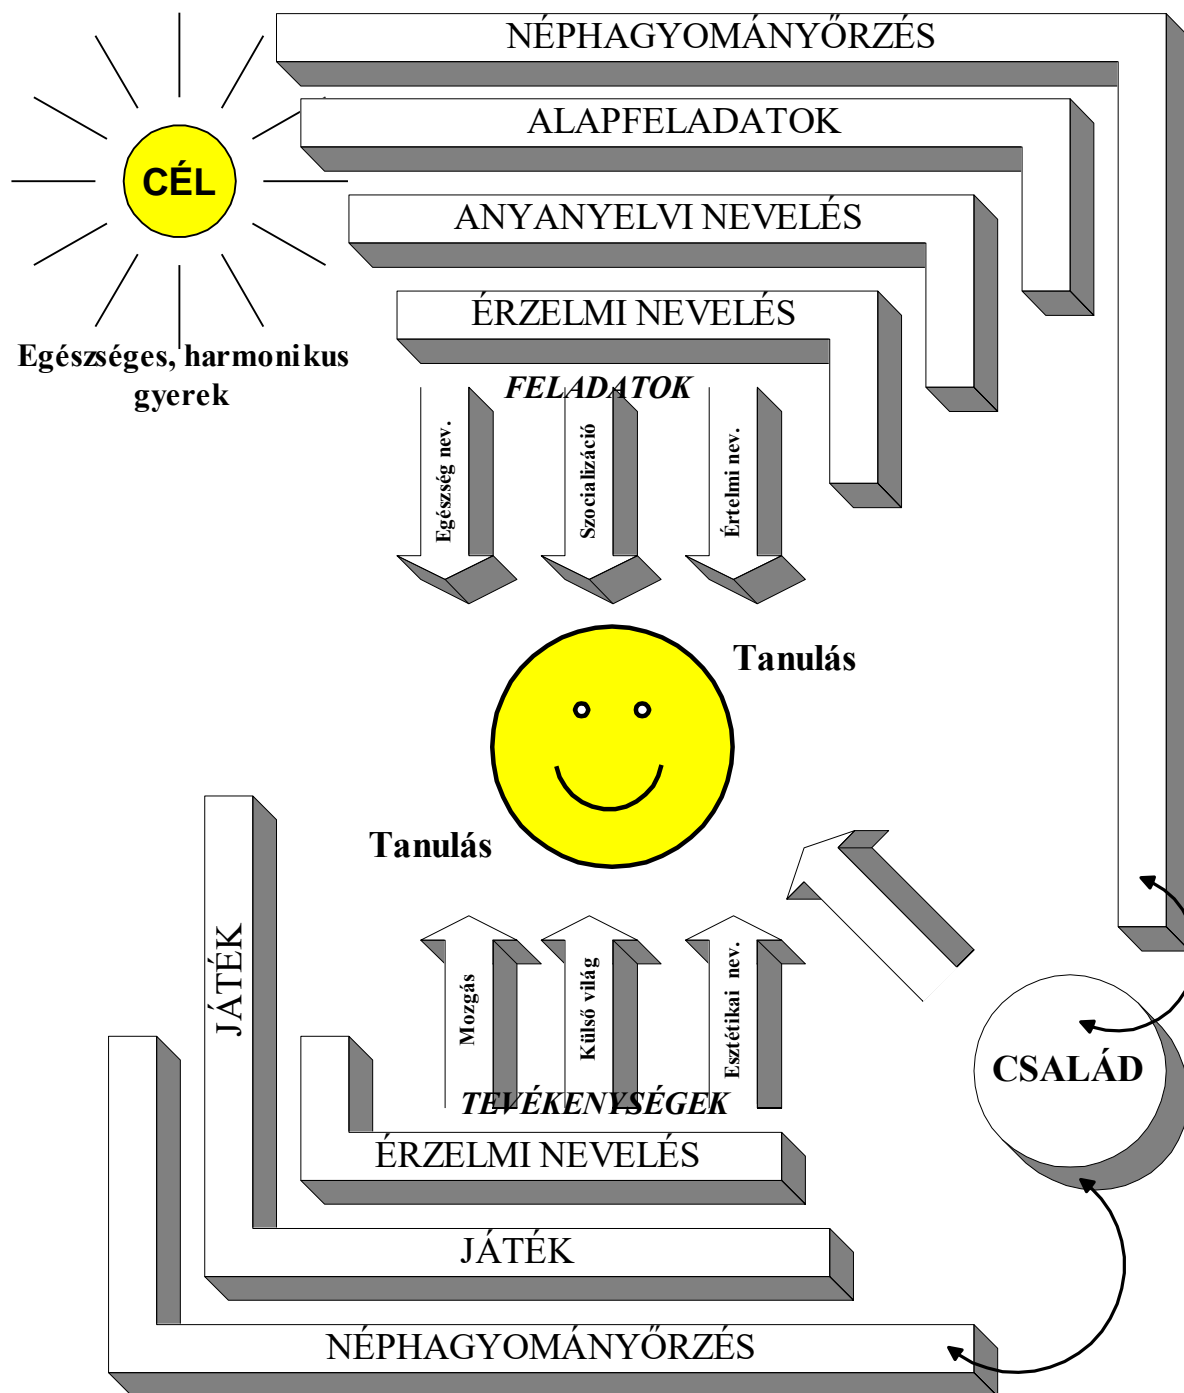 NÉPHAGYOMÁNYŐRZÉS
ALAPFELADATOK
CÉL
ANYANYELVI NEVELÉS
ÉRZELMI NEVELÉS
Egészséges, harmonikus
gyerek
FELADATOK
Egészség nev.
Szocializáció
Értelmi nev.
Tanulás
Tanulás
JÁTÉK
Mozgás
Külső világ
Esztétikai nev.
CSALÁD
TEVÉKENYSÉGEK
ÉRZELMI NEVELÉS
JÁTÉK
NÉPHAGYOMÁNYŐRZÉS